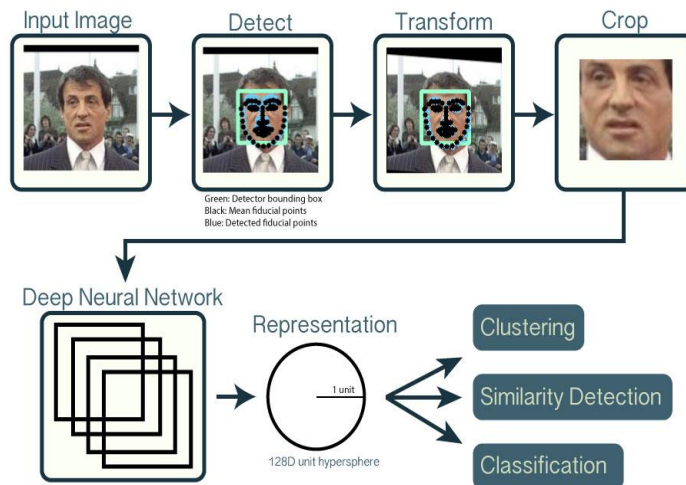 Input Image
Detect
Transform
Crop
Green: Detector bounding box
Black: Mean fiducial points
Blue: Detected fiducial points
Deep Neural Network
Representation
1 unit
128D unit hypersphere
Clustering
Similarity Detection
Classification